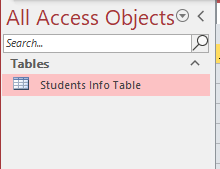 All Access Objects
Search...
Tables
Students Info Table